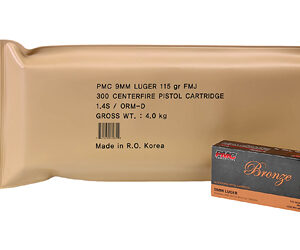 PMC 9MM LUGER 115 gr FMJ
300 CENTERFIRE PISTOL CARTRIDGE
1.4S / ORM-D
GROSS WT. : 4.0 kg
Made in R.O. Korea
PMC
Bronze
9MM LUGER